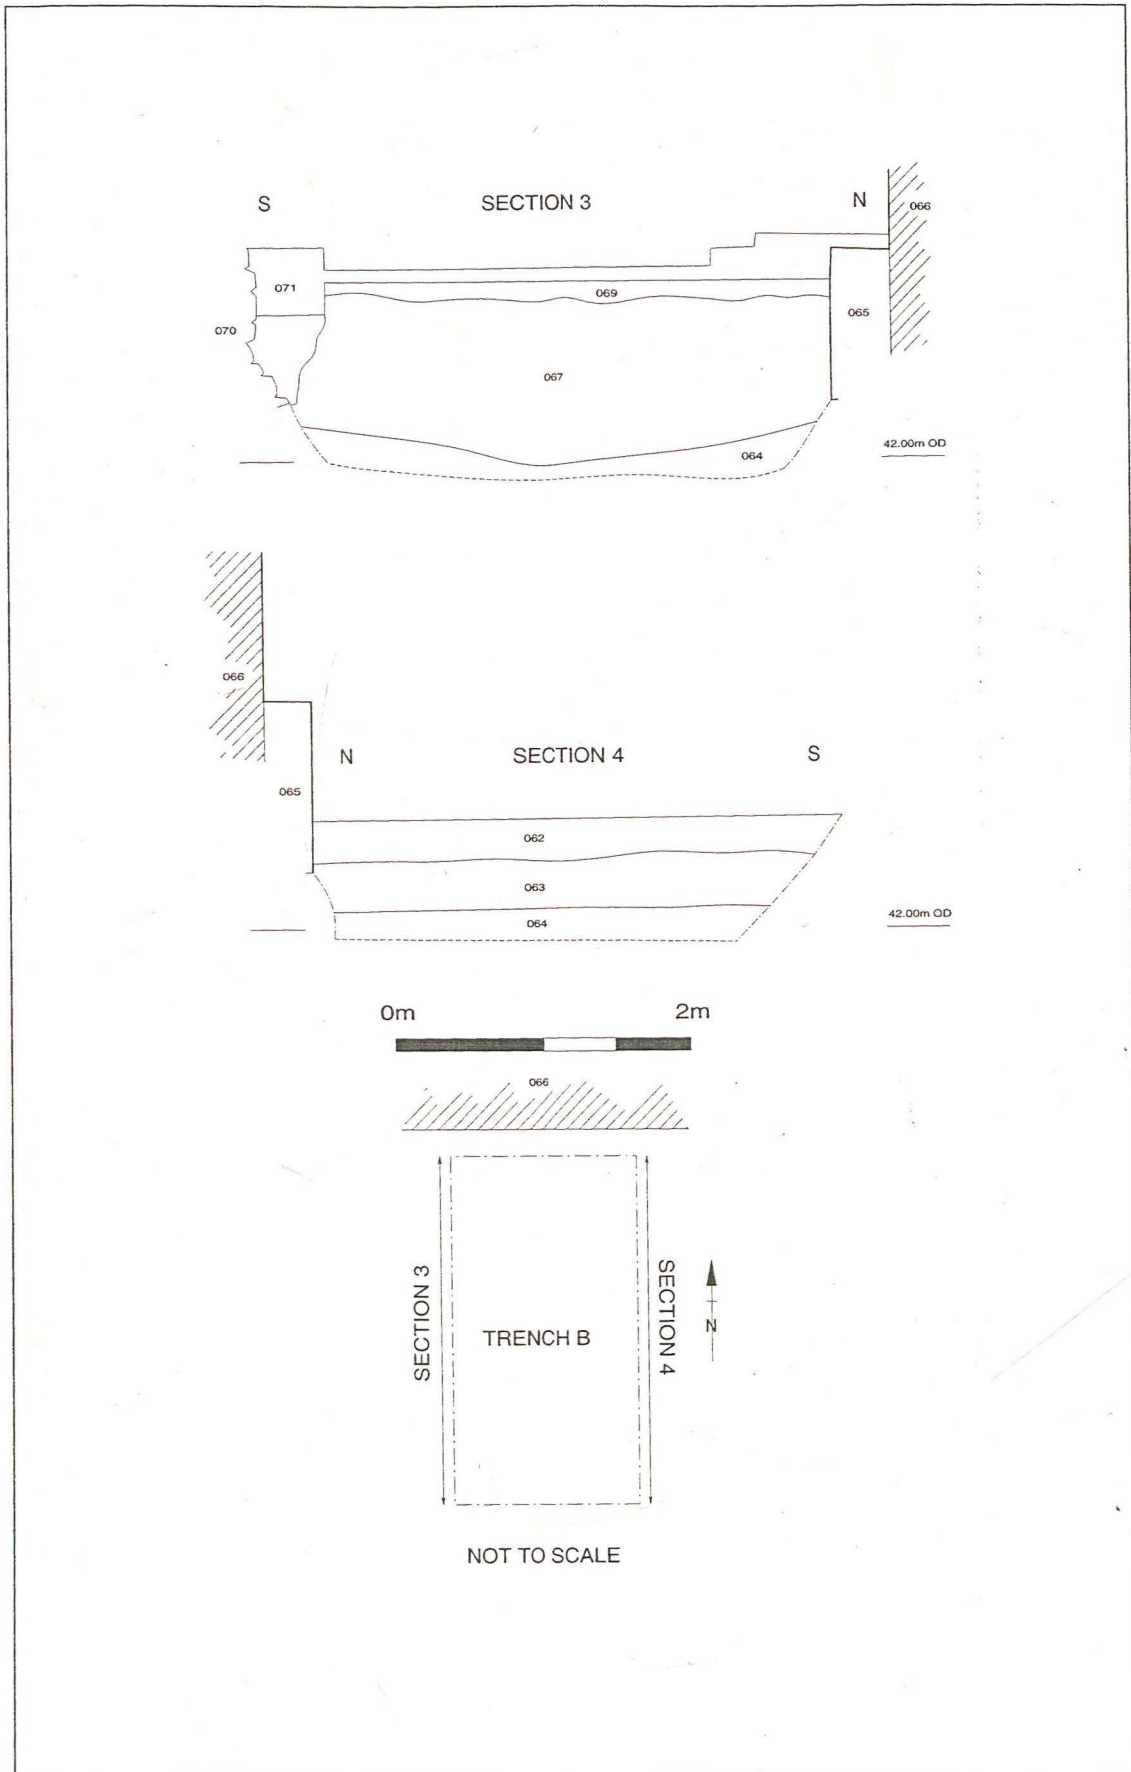 S SECTION 3 N
066
071
069
065
070
067
42.00m OD
064
066
N SECTION 4 S
065
062
063
064
42.00m OD
0m 2m
066
SECTION 3
TRENCH B
SECTION 4
N
NOT TO SCALE